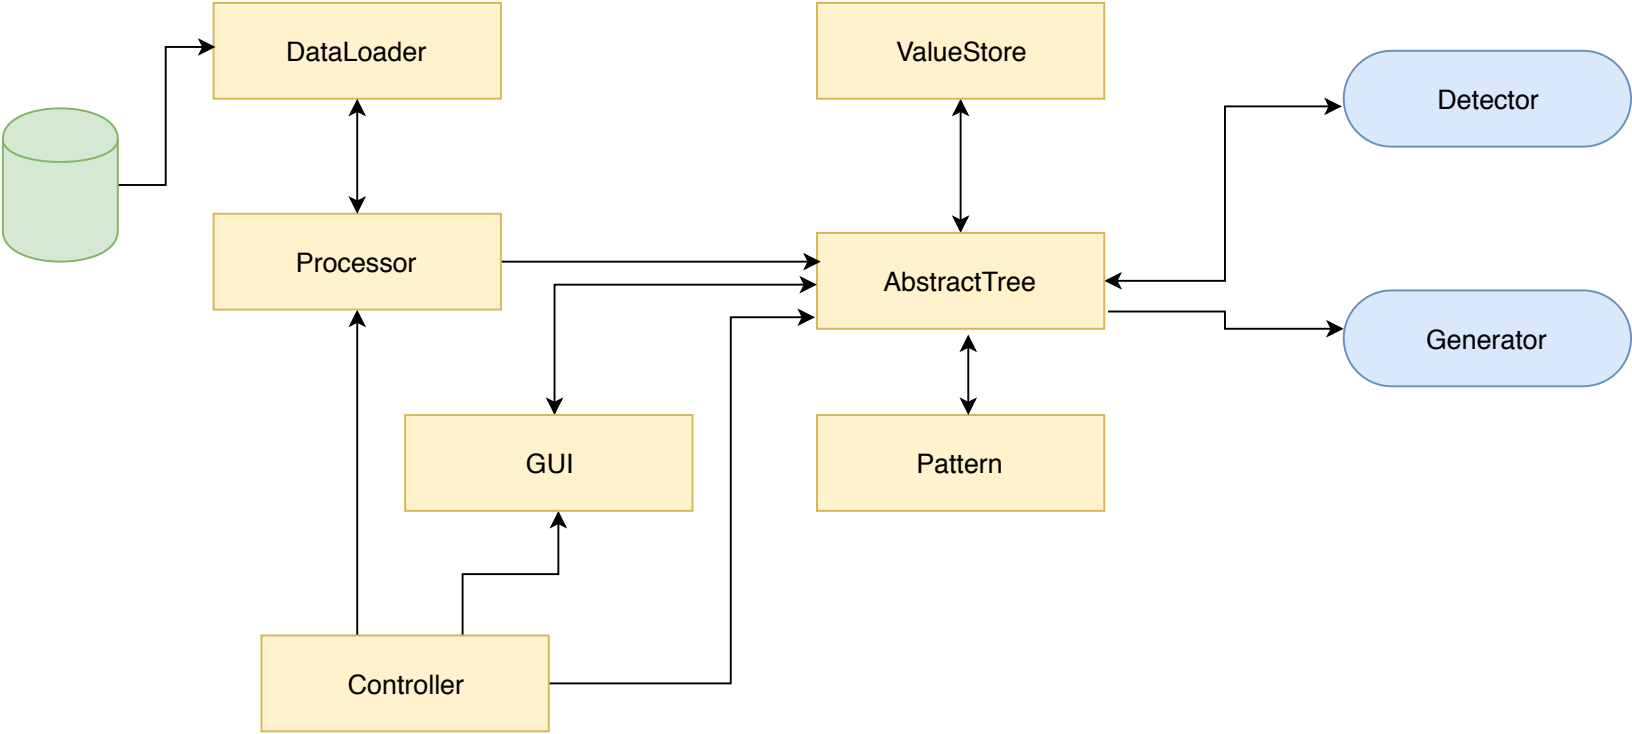 DataLoader
ValueStore
Detector
Processor
AbstractTree
Generator
GUI
Pattern
Controller